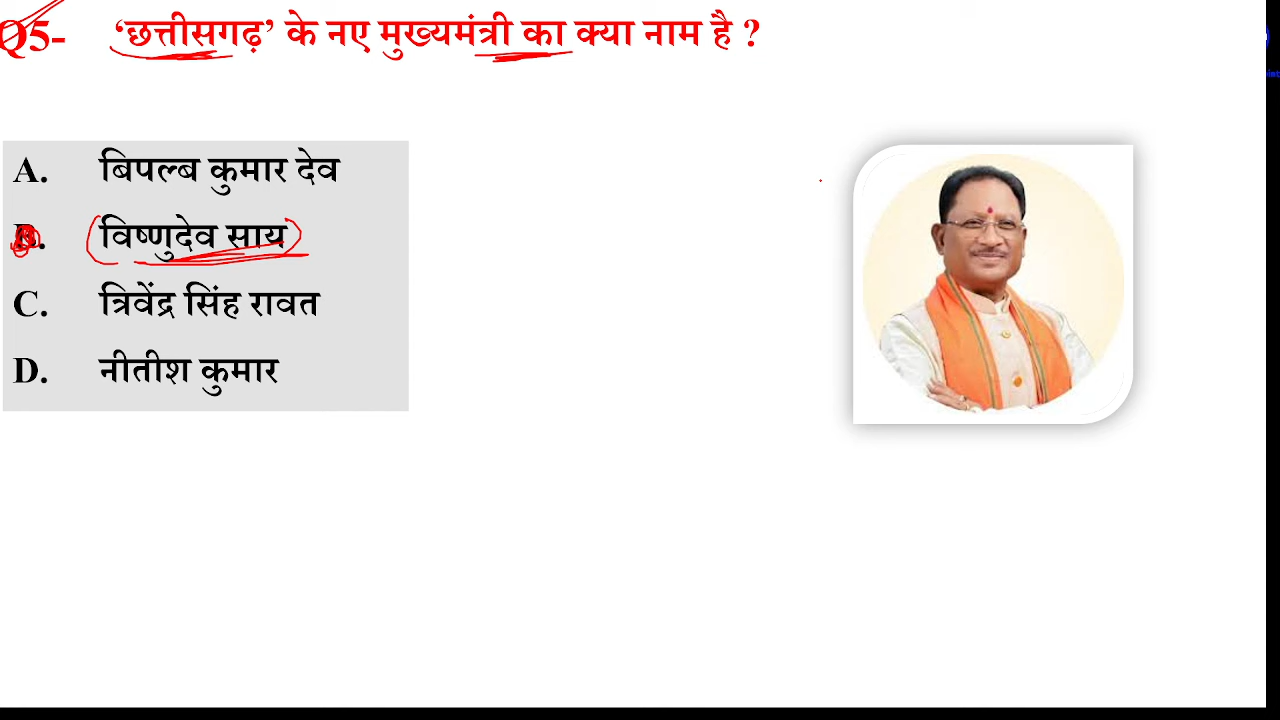 Q5- ‘छत्तीसगढ़’ के नए मुख्यमंत्री का क्या नाम है ?
A. बिपल्ब कुमार देव
B. विष्णुदेव साय
C. त्रिवेंद्र सिंह रावत
D. नीतीश कुमार